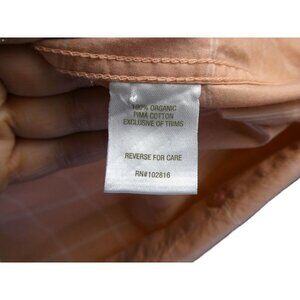 100% ORGANIC
PIMA COTTON
EXCLUSIVE OF TRIMS
REVERSE FOR CARE
RN#102816